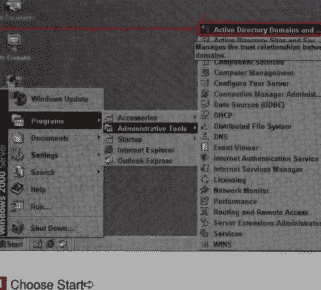 Active Directory Domains and ...
Manages the trust relationships betwe
domains.
Component Services
Computer Management
Configure Your Server
Connection Manager Administ...
Data Sources (ODBC)
DHCP
Distributed File System
DNS
Event Viewer
Internet Authentication Service
Internet Services Manager
Licensing
Network Monitor
Performance
Routing and Remote Access
Server Extensions Administrator
Services
WINS
Accessories
Administrative Tools
Startup
Internet Explorer
Outlook Express
Windows Update
Programs
Documents
Settings
Search
Help
Run...
Shut Down...
Windows 2000 Server
Start
1 Choose Start⇨